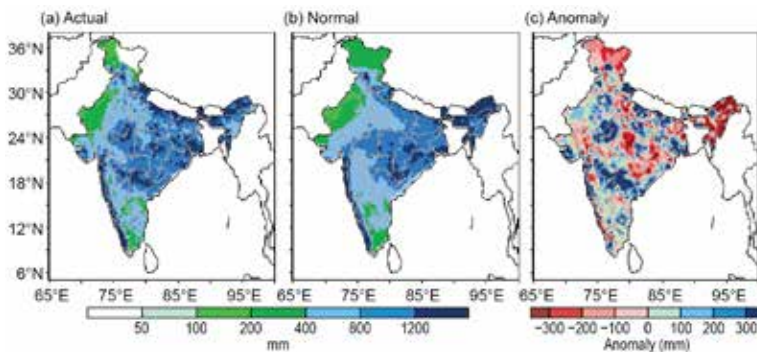 (a) Actual (b) Normal (c) Anomaly
36°N
30°N
24°N
18°N
12°N
6°N
65°E 75°E 85°E 95°E 65°E 75°E 85°E 95°E 65°E 75°E 85°E 95°E
50 100 200 400 800 1200
mm
−300 −200 −100 0 100 200 300
Anomaly (mm)